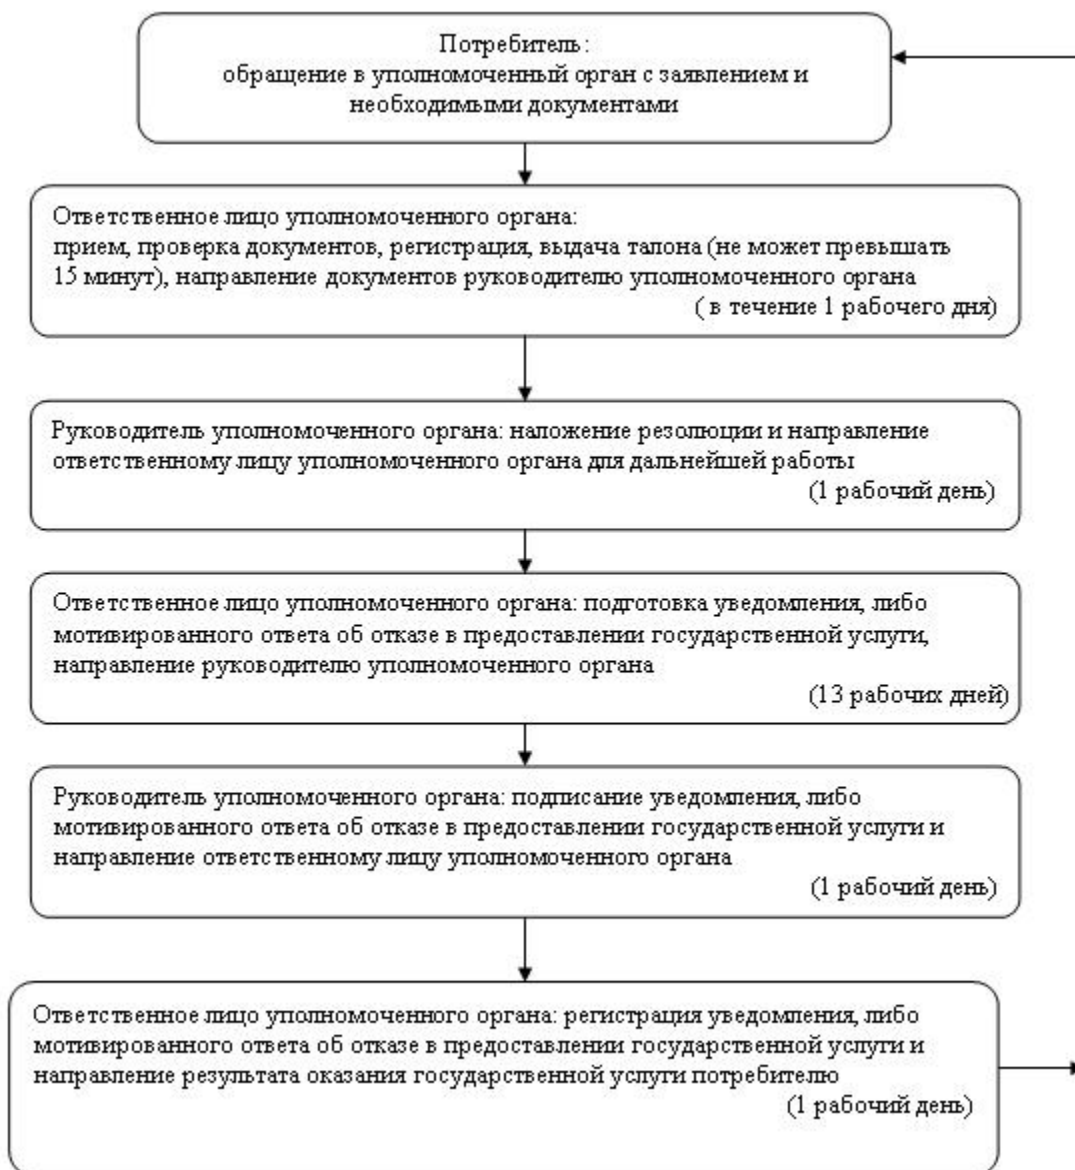 Потребитель:
обращение в уполномоченный орган с заявлением и
необходимыми документами
Ответственное лицо уполномоченного органа:
прием, проверка документов, регистрация, выдача талона (не может превышать
15 минут), направление документов руководителю уполномоченного органа
( в течение 1 рабочего дня)
Руководитель уполномоченного органа: наложение резолюции и направление
ответственному лицу уполномоченного органа для дальнейшей работы
(1 рабочий день)
Ответственное лицо уполномоченного органа: подготовка уведомления, либо
мотивированного ответа об отказе в предоставлении государственной услуги,
направление руководителю уполномоченного органа
(13 рабочих дней)
Руководитель уполномоченного органа: подписание уведомления, либо
мотивированного ответа об отказе в предоставлении государственной услуги и
направление ответственному лицу уполномоченного органа
(1 рабочий день)
Ответственное лицо уполномоченного органа: регистрация уведомления, либо
мотивированного ответа об отказе в предоставлении государственной услуги и
направление результата оказания государственной услуги потребителю
(1 рабочий день)